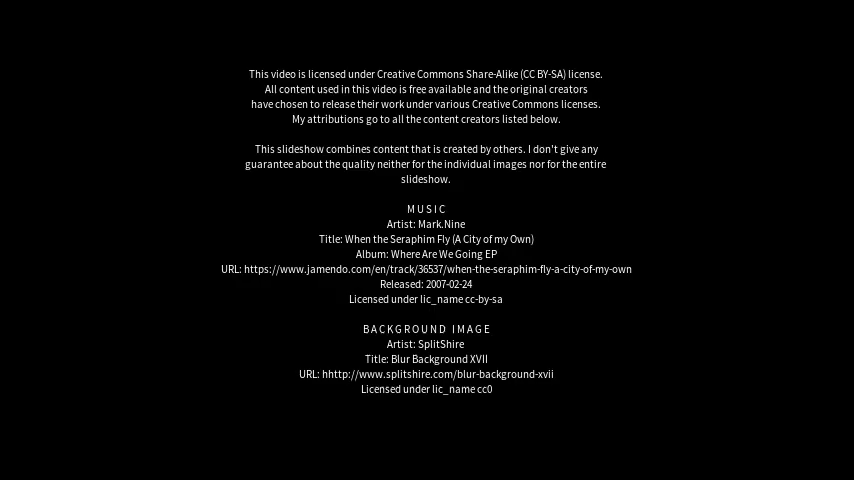 This video is licensed under Creative Commons Share-Alike (CC BY-SA) license.
All content used in this video is free available and the original creators
have chosen to release their work under various Creative Commons licenses.
My attributions go to all the content creators listed below.
This slideshow combines content that is created by others. I don't give any
guarantee about the quality neither for the individual images nor for the entire
slideshow.
MUSIC
Artist: Mark.Nine
Title: When the Seraphim Fly (A City of my Own)
Album: Where Are We Going EP
URL: https://www.jamendo.com/en/track/36537/when-the-seraphim-fly-a-city-of-my-own
Released: 2007-02-24
Licensed under lic_name cc-by-sa
BACKGROUND IMAGE
Artist: SplitShire
Title: Blur Background XVII
URL: hhttp://www.splitshire.com/blur-background-xvii
Licensed under lic_name cc0